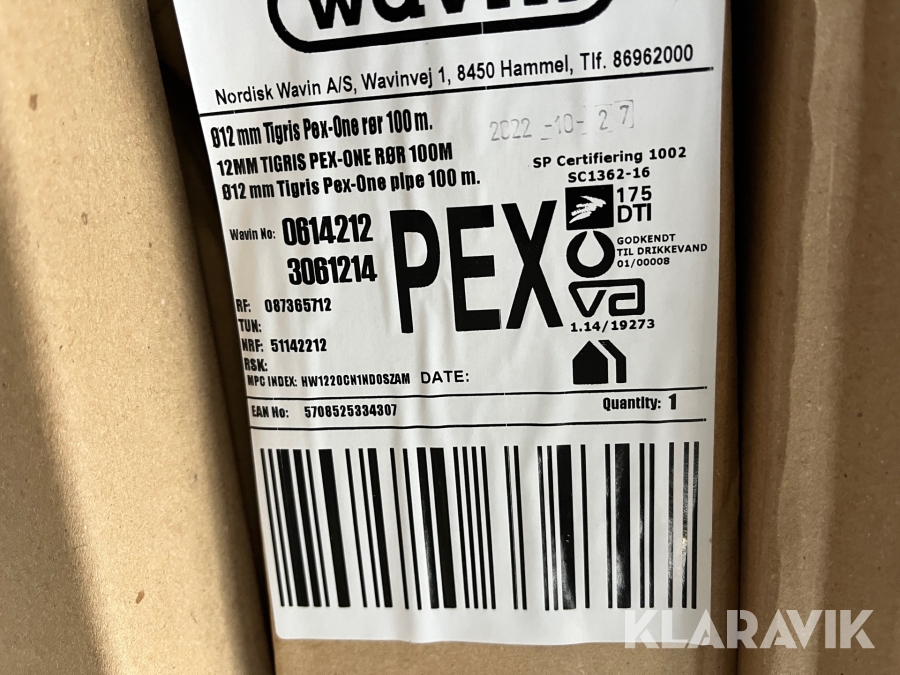 wavin
Nordisk Wavin A/S, Wavinvej 1, 8450 Hammel, Tlf. 86962000
Ø12 mm Tigris Pex-One rør 100 m.
2022 -10- 27
12MM TIGRIS PEX-ONE RØR 100M
Ø12 mm Tigris Pex-One pipe 100 m.
SP Certifiering 1002
SC1362-16
175
DTI
Wavin No: 0614212
3061214
PEX
GODKENDT
TIL DRIKKEVAND
01/00008
va
1.14/19273
RF: 087365712
TUN:
NRF: 51142212
RSK:
MPC INDEX: HW1220CN1ND0SZAM DATE:
EAN No: 5708525334307
Quantity: 1
KLARAVIK